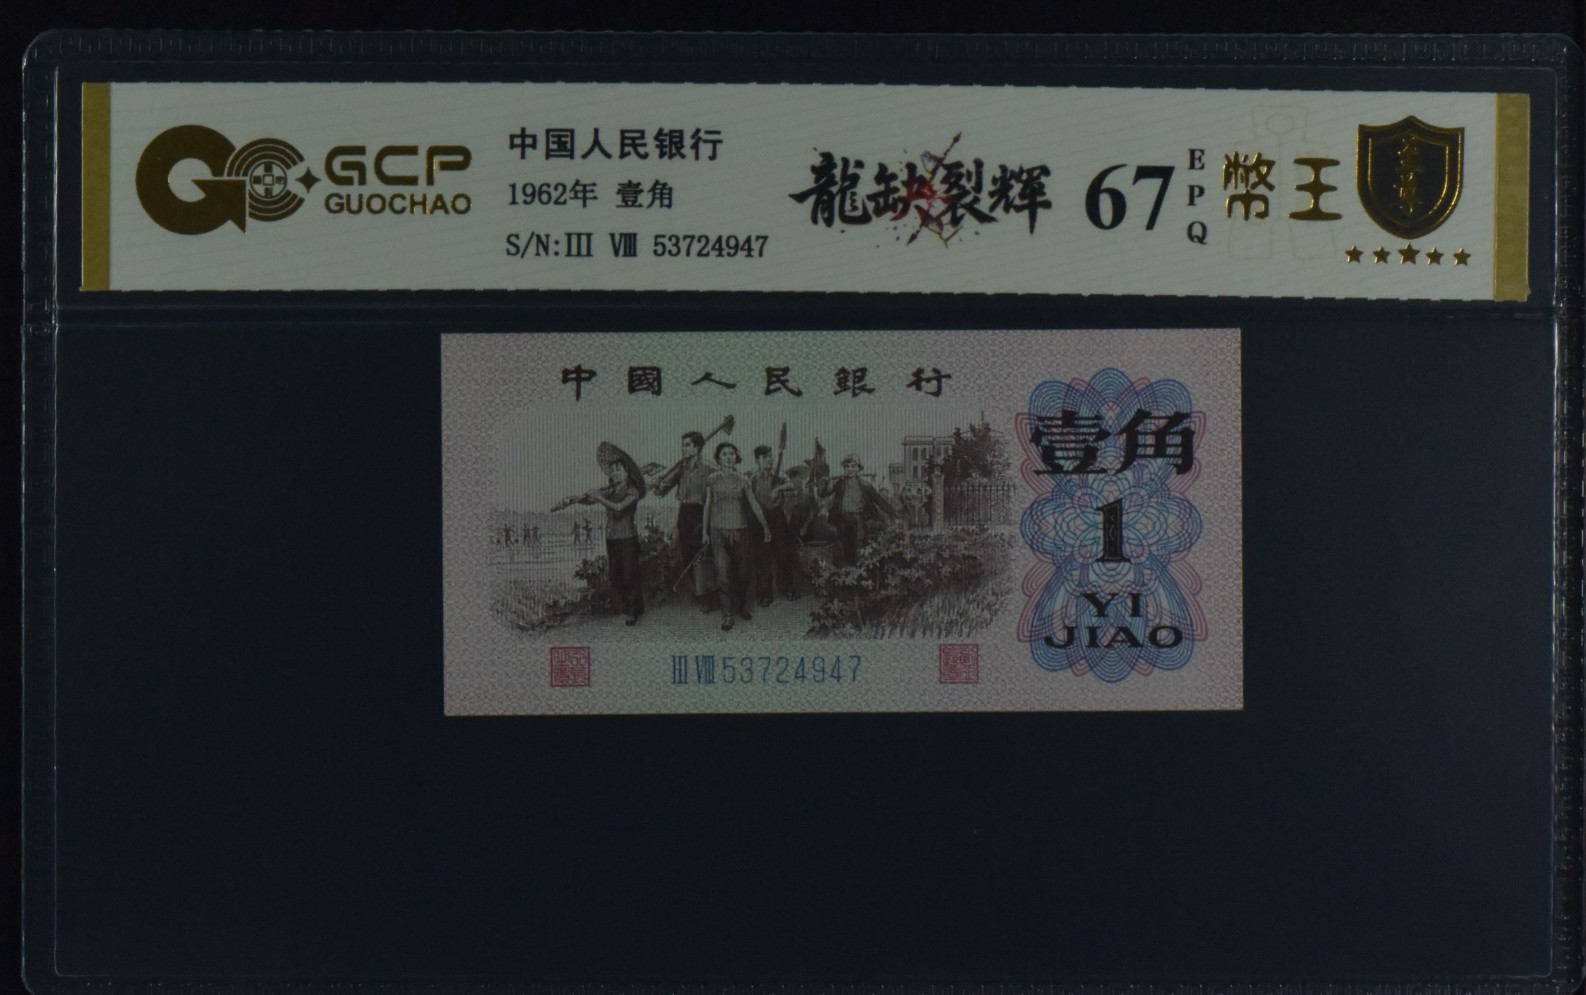 GCP
GUOCHAO
中国人民银行
1962年 壹角
S/N:III VIII 53724947
龍缺裂輝
67
EPQ
幣王
中國人民銀行
壹角
1
YI
JIAO
III VIII 53724947